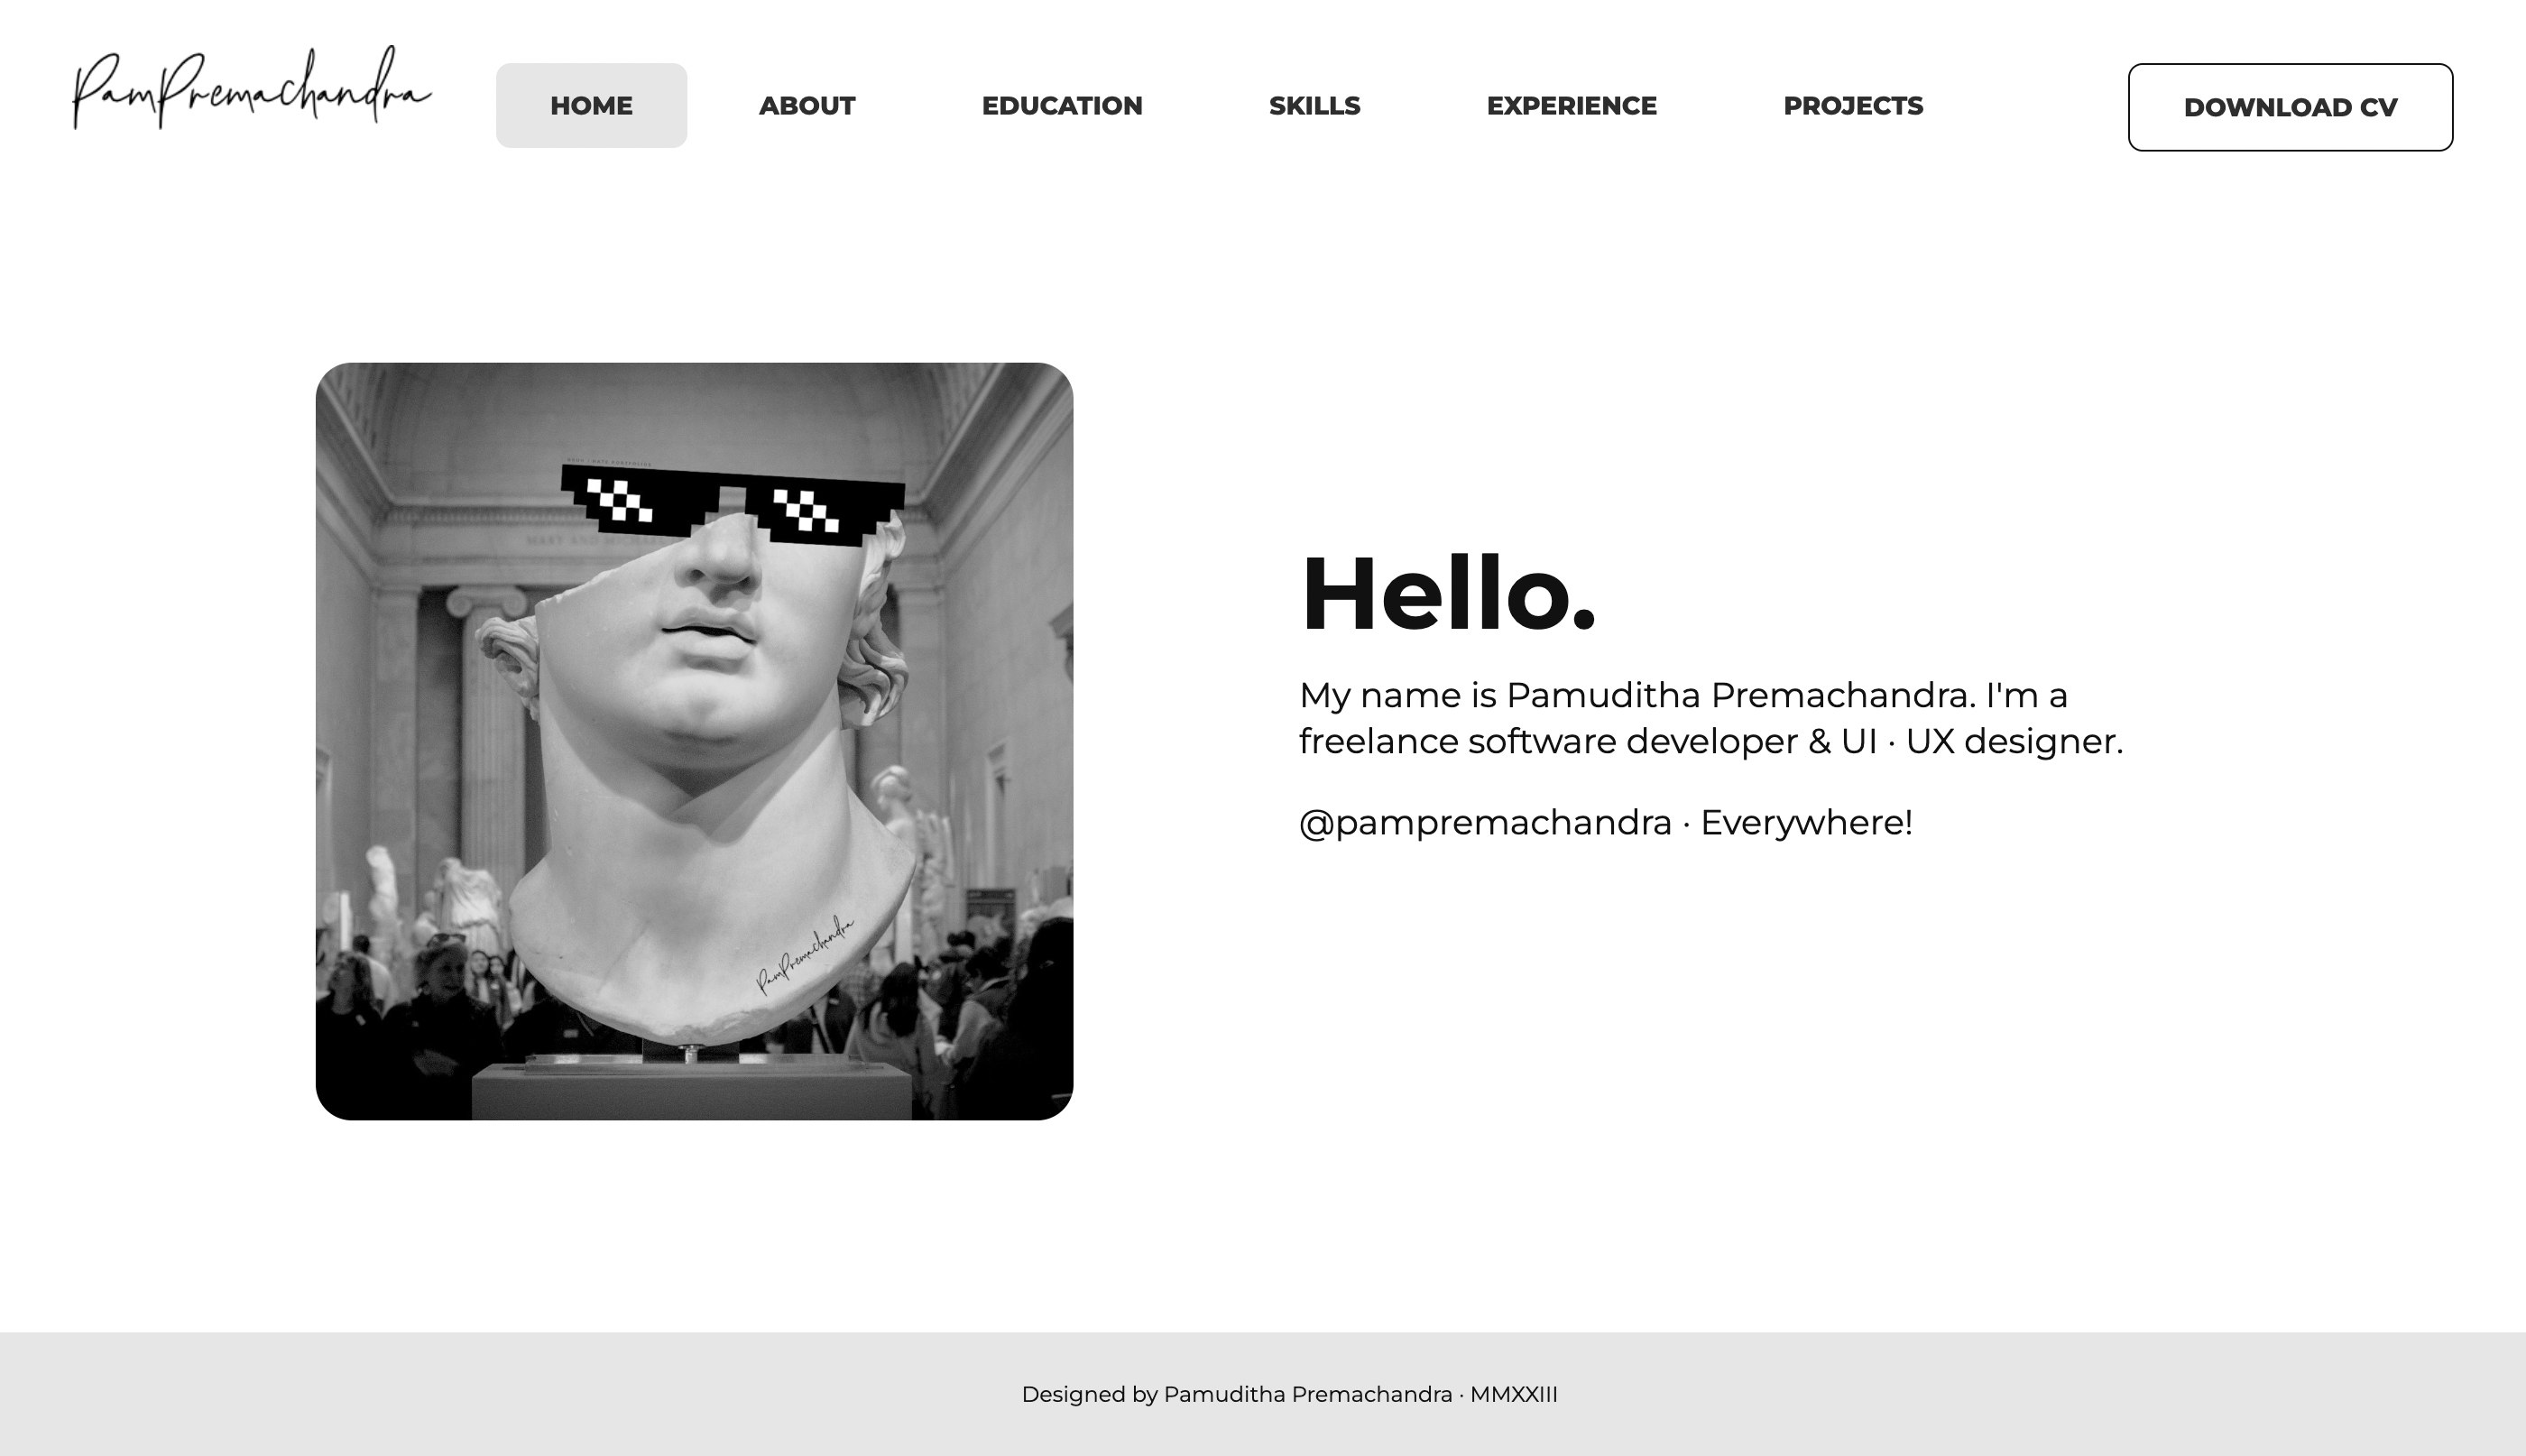 PamPremachandra
HOME
ABOUT
EDUCATION
SKILLS
EXPERIENCE
PROJECTS
DOWNLOAD CV
PamPremachandra
Hello.
My name is Pamuditha Premachandra. I'm a
freelance software developer & UI · UX designer.
@pampremachandra · Everywhere!
Designed by Pamuditha Premachandra · MMXXIII